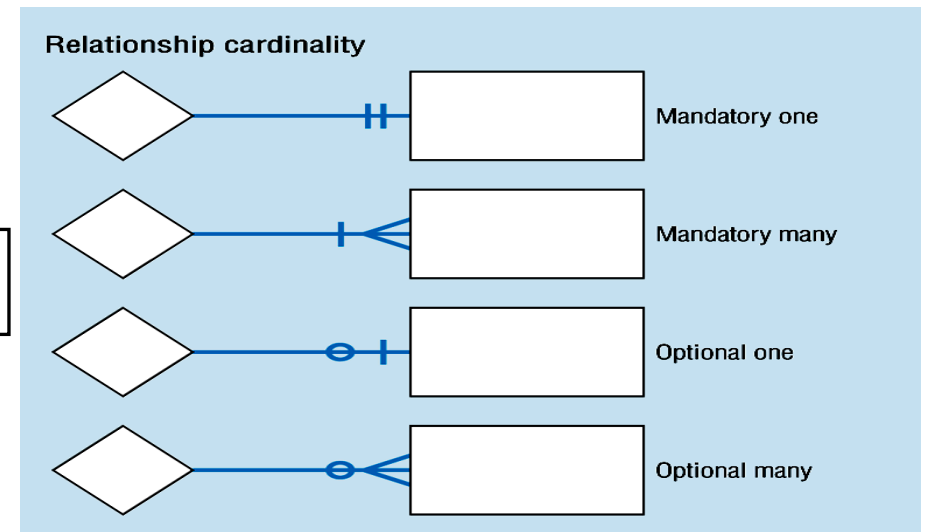 Relationship cardinality
Mandatory one
Mandatory many
Optional one
Optional many